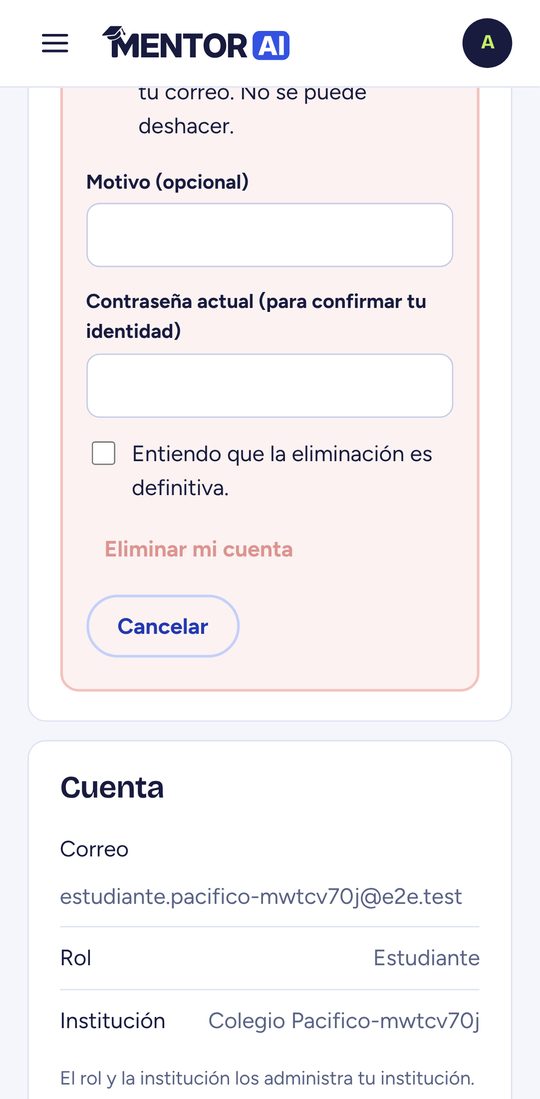 MENTOR AI
A
tu correo. No se puede
deshacer.
Motivo (opcional)
Contraseña actual (para confirmar tu
identidad)
Entiendo que la eliminación es
definitiva.
Eliminar mi cuenta
Cancelar
Cuenta
Correo
estudiante.pacifico-mwtcv70j@e2e.test
Rol Estudiante
Institución Colegio Pacifico-mwtcv70j
El rol y la institución los administra tu institución.